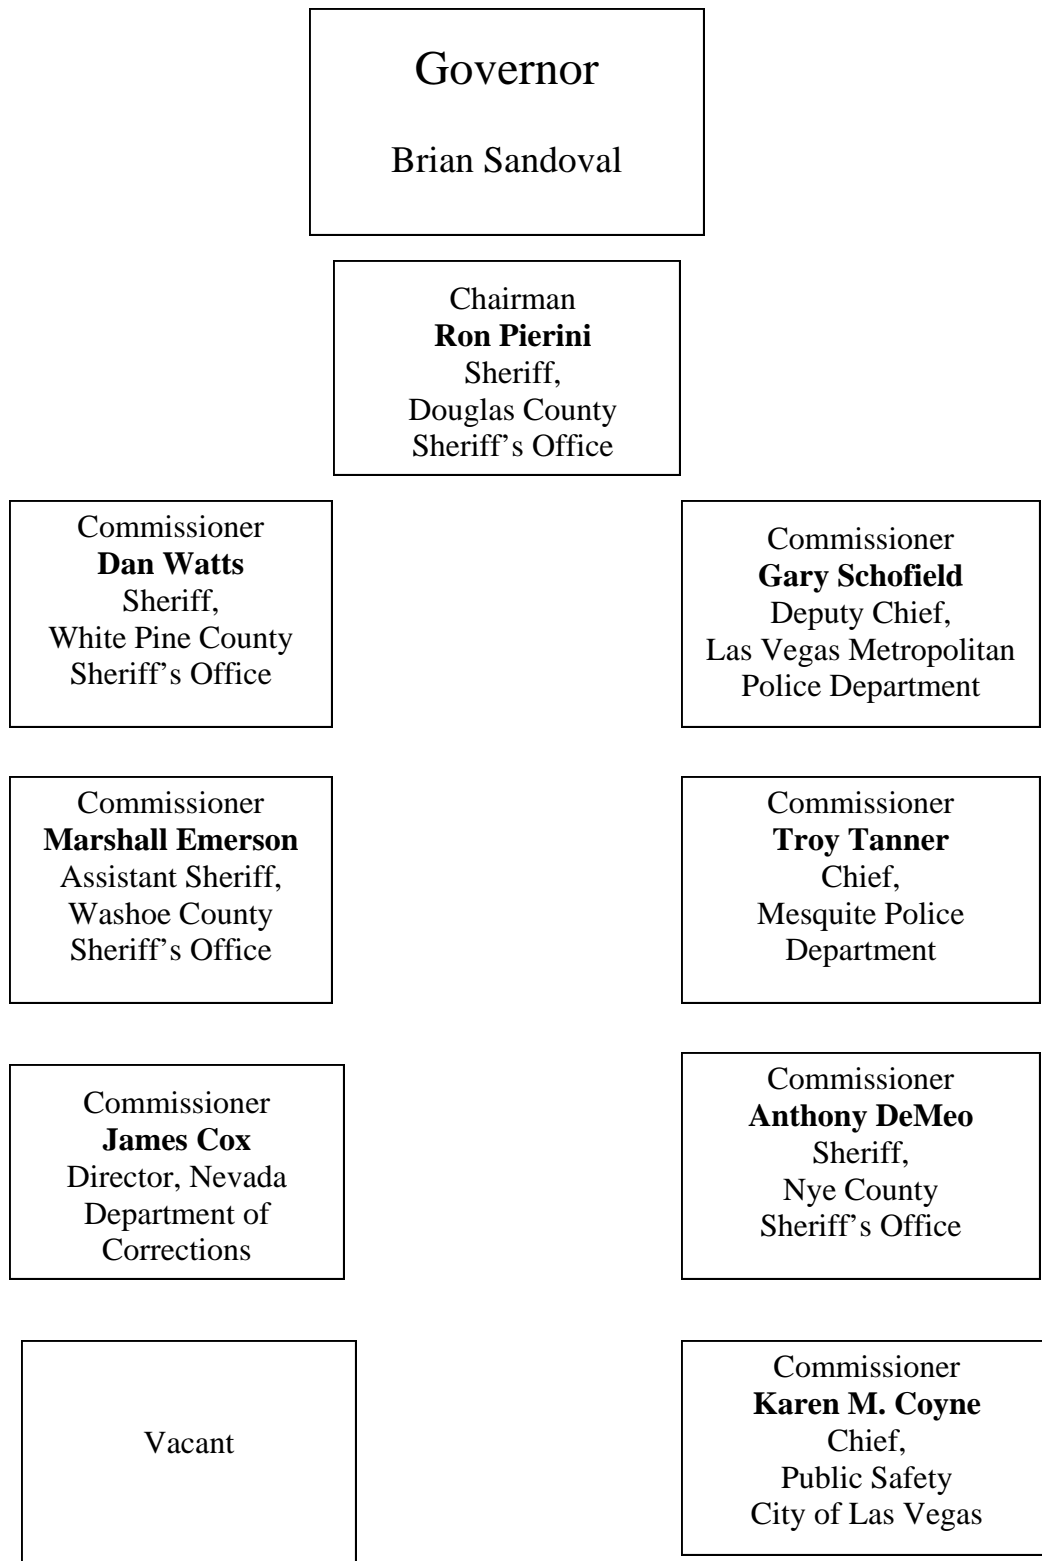 Governor
Brian Sandoval
Chairman
Ron Pierini
Sheriff,
Douglas County
Sheriff’s Office
Commissioner
Dan Watts
Sheriff,
White Pine County
Sheriff’s Office
Commissioner
Gary Schofield
Deputy Chief,
Las Vegas Metropolitan
Police Department
Commissioner
Marshall Emerson
Assistant Sheriff,
Washoe County
Sheriff’s Office
Commissioner
Troy Tanner
Chief,
Mesquite Police
Department
Commissioner
James Cox
Director, Nevada
Department of
Corrections
Commissioner
Anthony DeMeo
Sheriff,
Nye County
Sheriff’s Office
Vacant
Commissioner
Karen M. Coyne
Chief,
Public Safety
City of Las Vegas